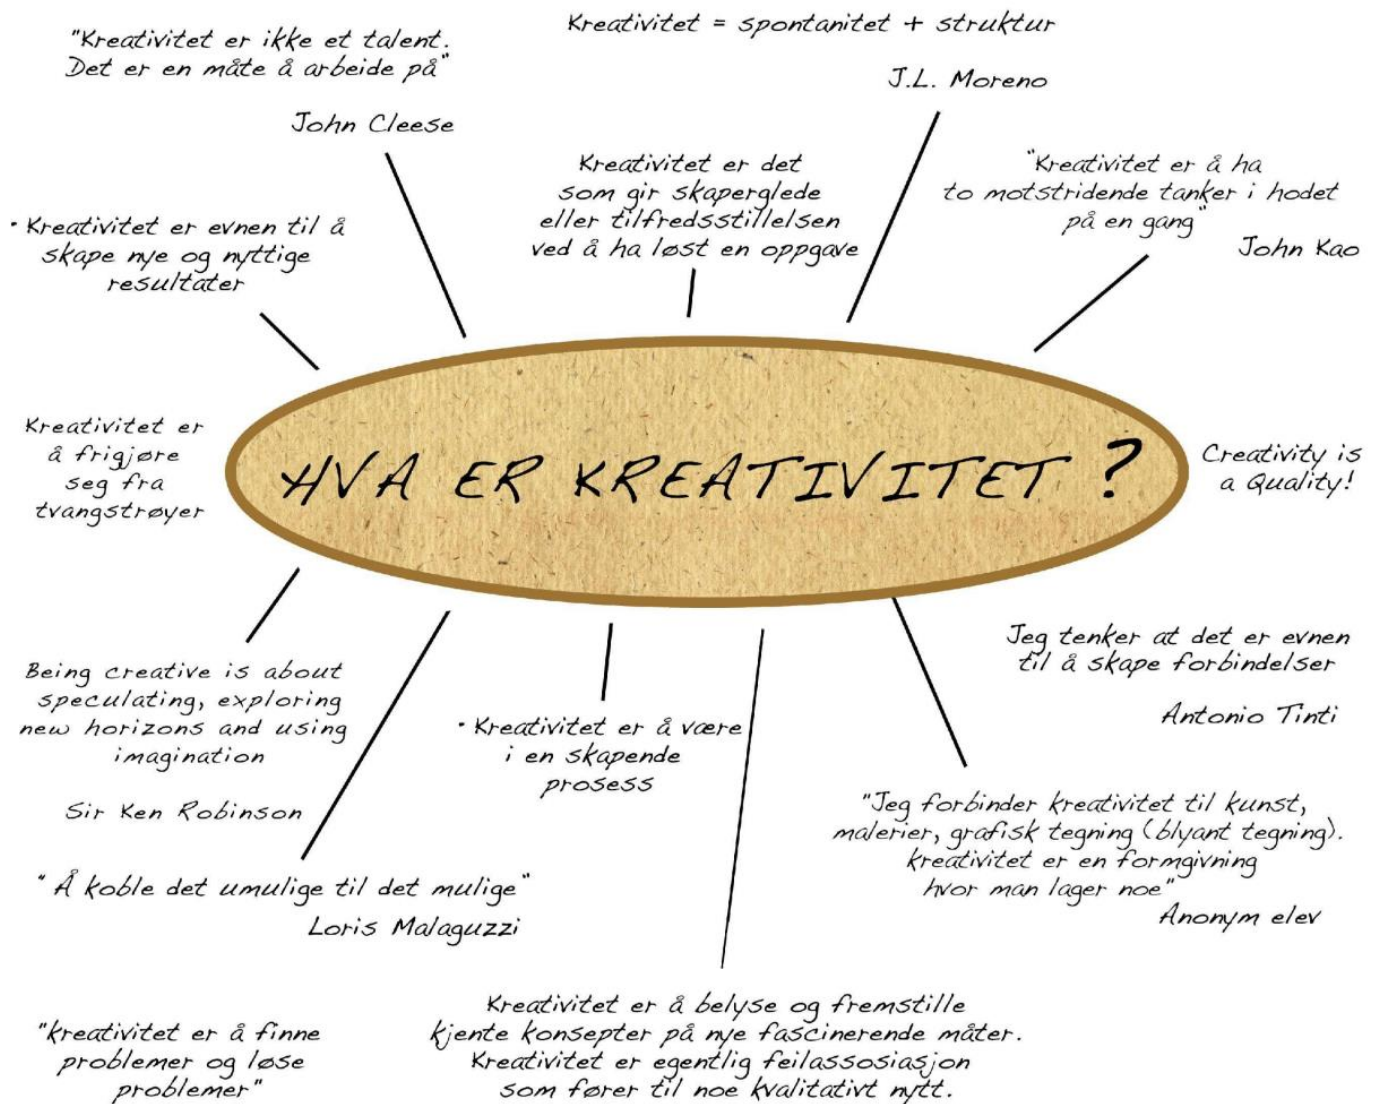 "Kreativitet er ikke et talent.
Det er en måte å arbeide på"
John Cleese
Kreativitet = spontanitet + struktur
J.L. Moreno
Kreativitet er det
som gir skaperglede
eller tilfredsstillelsen
ved å ha løst en oppgave
"Kreativitet er å ha
to motstridende tanker i hodet
på en gang"
John Kao
· Kreativitet er evnen til å
skape nye og nyttige
resultater
Kreativitet er
å frigjøre
seg fra
tvangstrøyer
HVA ER KREATIVITET ?
Creativity is
a Quality!
Being creative is about
speculating, exploring
new horizons and using
imagination
Sir Ken Robinson
· Kreativitet er å være
i en skapende
prosess
Jeg tenker at det er evnen
til å skape forbindelser
Antonio Tinti
"Å koble det umulige til det mulige"
Loris Malaguzzi
"Jeg forbinder kreativitet til kunst,
malerier, grafisk tegning (blyant tegning).
kreativitet er en formgivning
hvor man lager noe"
Anonym elev
"kreativitet er å finne
problemer og løse
problemer"
Kreativitet er å belyse og fremstille
kjente konsepter på nye fascinerende måter.
Kreativitet er egentlig feilassosiasjon
som fører til noe kvalitativt nytt.